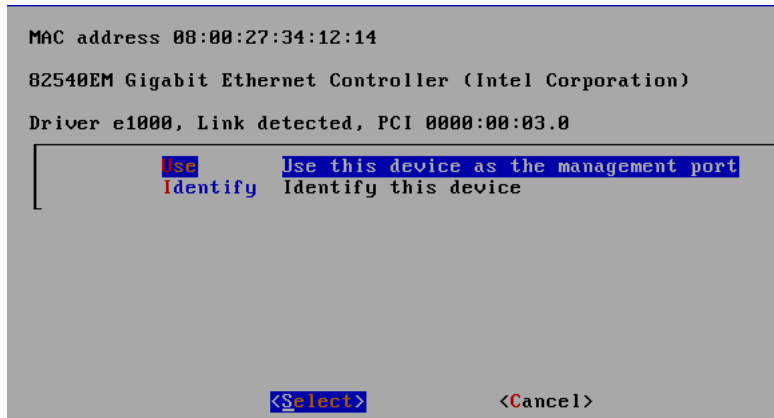 MAC address 08:00:27:34:12:14
82540EM Gigabit Ethernet Controller (Intel Corporation)
Driver e1000, Link detected, PCI 0000:00:03.0
Use Use this device as the management port
Identify Identify this device
<Select> <Cancel>